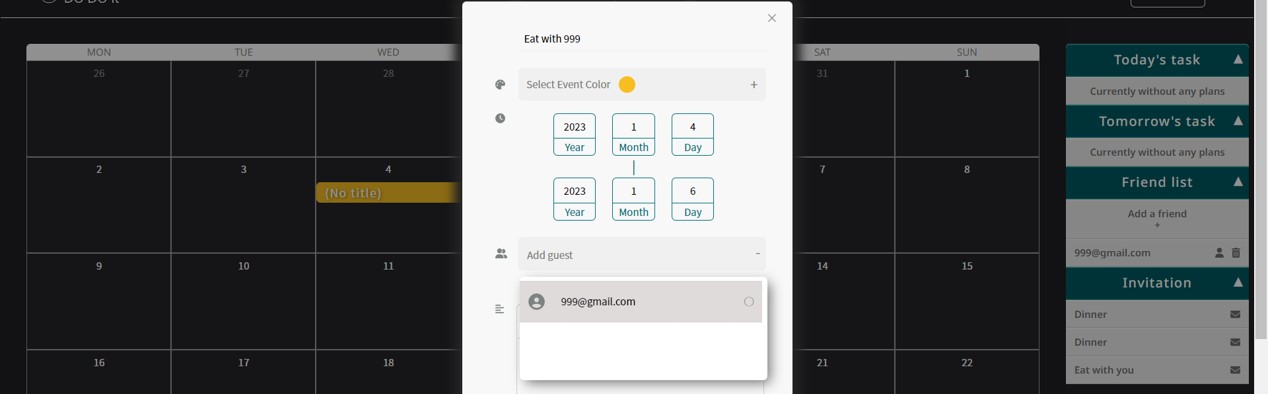 MON TUE WED SAT SUN
26 27 28 31 1
2 3 4 7 8
(No title)
9 10 11 14 15
16 17 18 21 22
Eat with 999
Select Event Color +
2023 1 4
Year Month Day
2023 1 6
Year Month Day
Add guest -
999@gmail.com
Today's task
Currently without any plans
Tomorrow's task
Currently without any plans
Friend list
Add a friend
+
999@gmail.com
Invitation
Dinner
Dinner
Eat with you